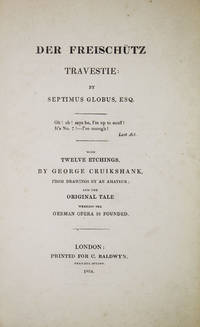 DER FREISCHÜTZ
TRAVESTIE:
BY
SEPTIMUS GLOBUS, ESQ.
Oh! oh! says he, I'm up to snuff!
It's No. 7!—I've enough!
Last Act.
WITH
TWELVE ETCHINGS,
BY GEORGE CRUIKSHANK,
FROM DRAWINGS BY AN AMATEUR;
AND THE
ORIGINAL TALE
WHEREON THE
GERMAN OPERA IS FOUNDED.
LONDON:
PRINTED FOR C. BALDWYN,
1824.